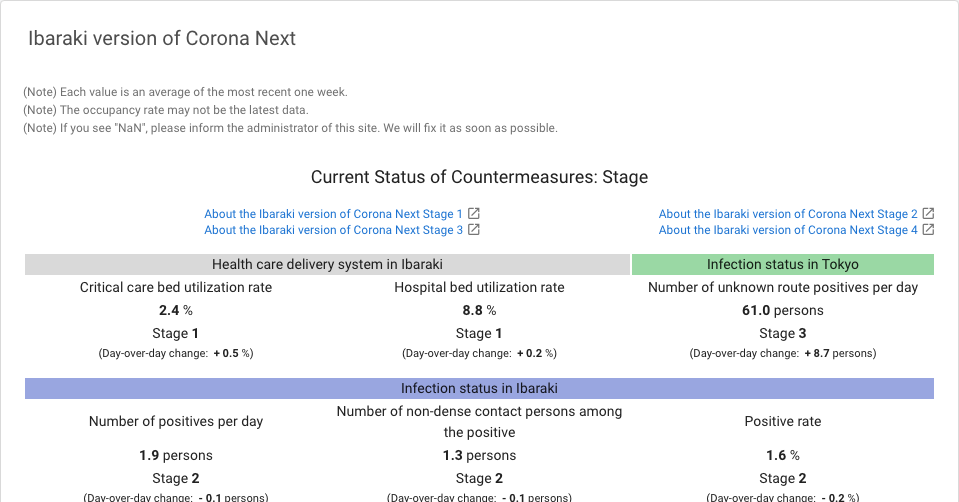 Ibaraki version of Corona Next
(Note) Each value is an average of the most recent one week.
(Note) The occupancy rate may not be the latest data.
(Note) If you see "NaN", please inform the administrator of this site. We will fix it as soon as possible.
Current Status of Countermeasures: Stage
About the Ibaraki version of Corona Next Stage 1
About the Ibaraki version of Corona Next Stage 2
About the Ibaraki version of Corona Next Stage 3
About the Ibaraki version of Corona Next Stage 4
Health care delivery system in Ibaraki
Infection status in Tokyo
Critical care bed utilization rate
2.4 %
Stage 1
(Day-over-day change: + 0.5 %)
Hospital bed utilization rate
8.8 %
Stage 1
(Day-over-day change: + 0.2 %)
Number of unknown route positives per day
61.0 persons
Stage 3
(Day-over-day change: + 8.7 persons)
Infection status in Ibaraki
Number of positives per day
1.9 persons
Stage 2
(Day-over-day change: - 0.1 persons)
Number of non-dense contact persons among
the positive
1.3 persons
Stage 2
(Day-over-day change: - 0.1 persons)
Positive rate
1.6 %
Stage 2
(Day-over-day change: - 0.2 %)